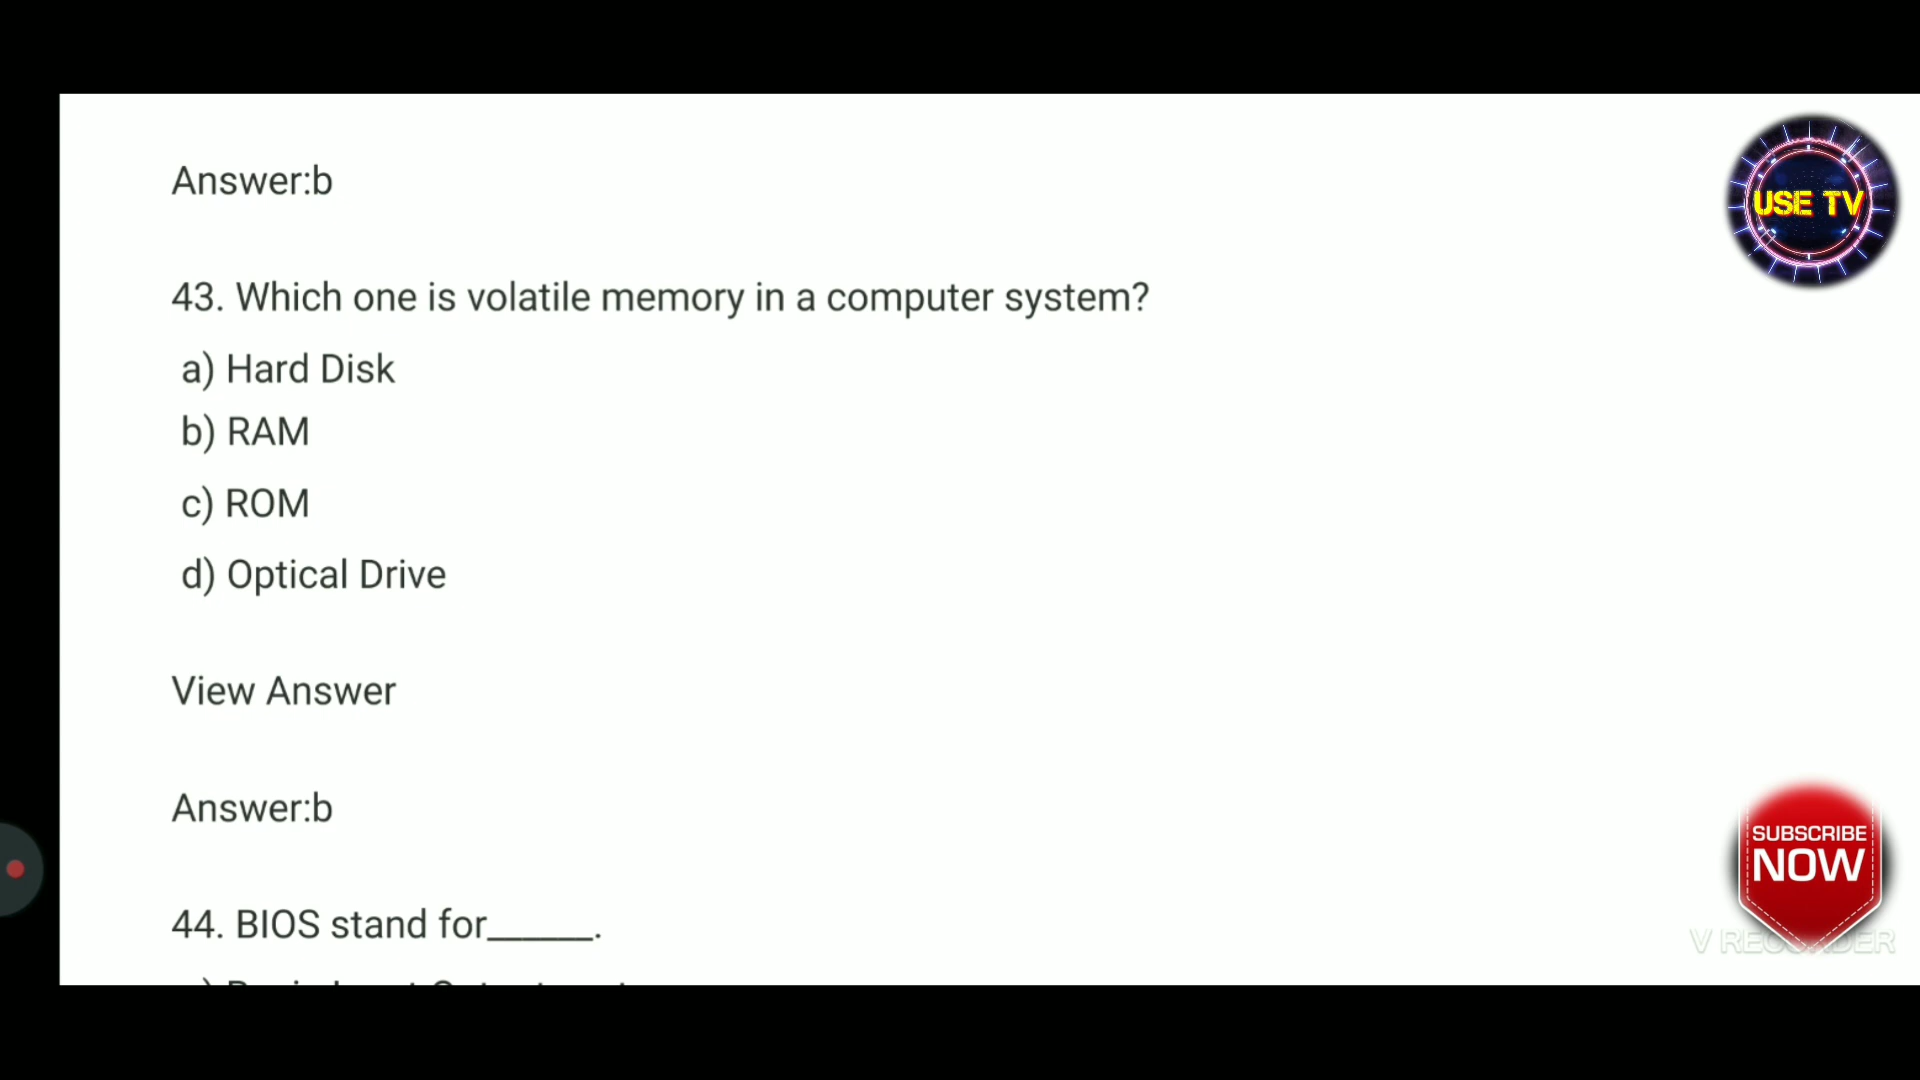 Answer:b
USE TV
43. Which one is volatile memory in a computer system?
a) Hard Disk
b) RAM
c) ROM
d) Optical Drive
View Answer
Answer:b
SUBSCRIBE
NOW
44. BIOS stand for______.
V RECORDER